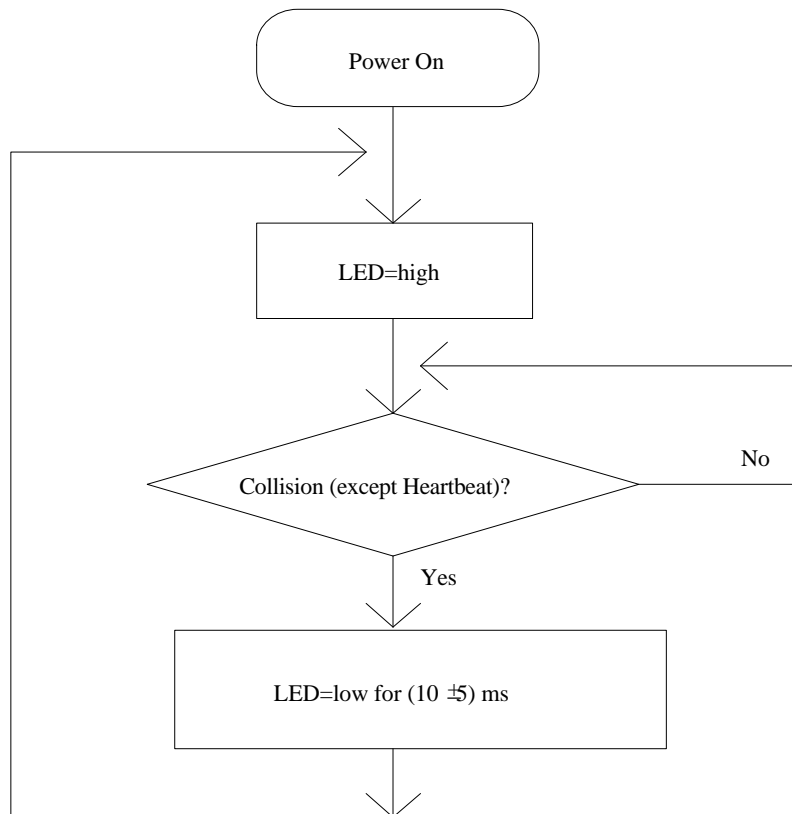 Power On
LED=high
Collision (except Heartbeat)?
No
Yes
LED=low for (10 ±5) ms